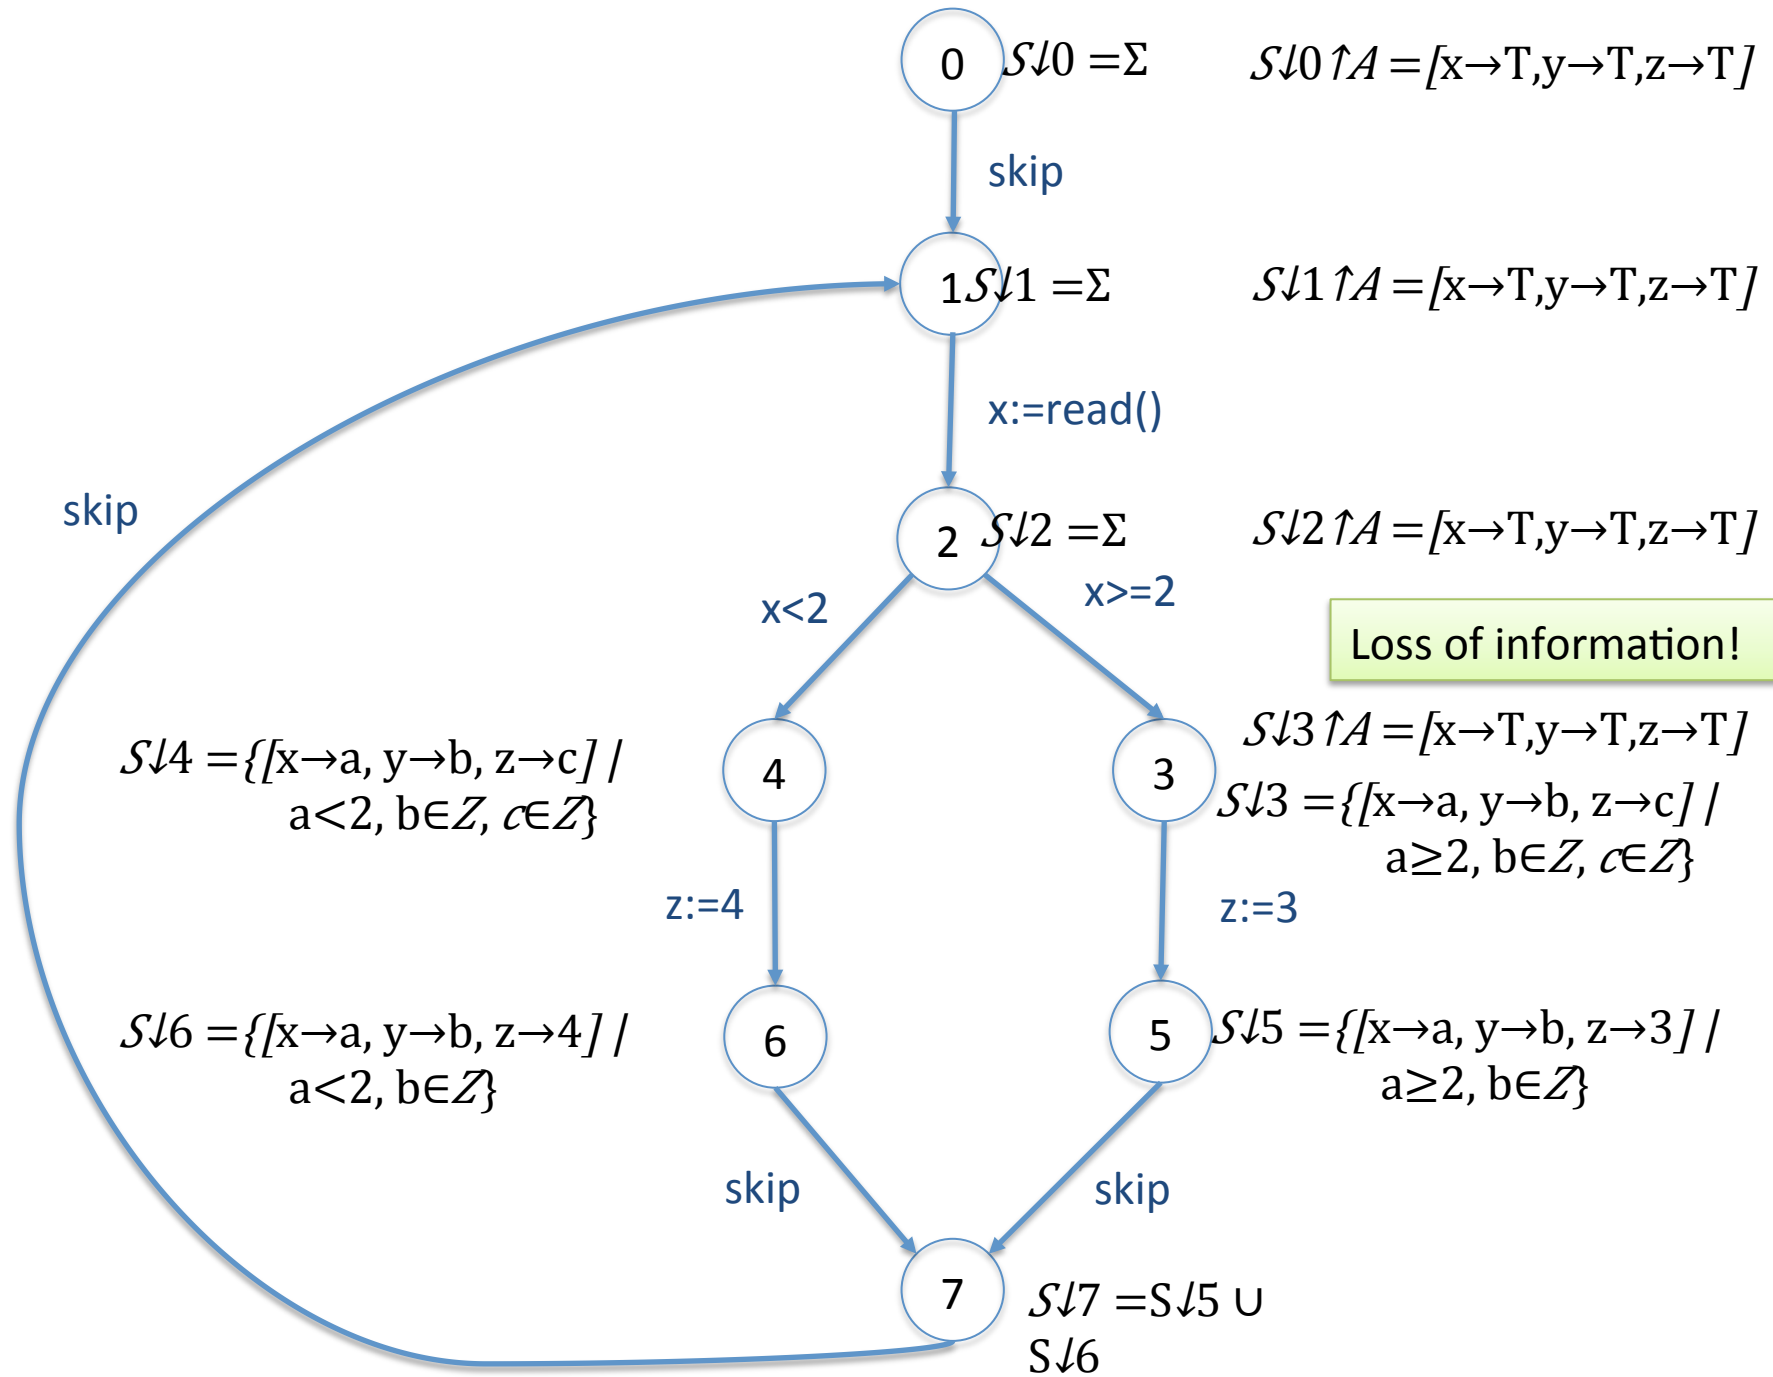 0
S↓0 =Σ
S↓0↑A =[x→T,y→T,z→T]
skip
1
S↓1 =Σ
S↓1↑A =[x→T,y→T,z→T]
x:=read()
skip
2
S↓2 =Σ
S↓2↑A =[x→T,y→T,z→T]
x<2
x>=2
Loss of information!
S↓4 ={[x→a, y→b, z→c] |
a<2, b∈Z, c∈Z}
4
3
S↓3↑A =[x→T,y→T,z→T]
S↓3 ={[x→a, y→b, z→c] |
a≥2, b∈Z, c∈Z}
z:=4
z:=3
S↓6 ={[x→a, y→b, z→4] |
a<2, b∈Z}
6
5
S↓5 ={[x→a, y→b, z→3] |
a≥2, b∈Z}
skip
skip
7
S↓7 =S↓5 ∪
S↓6